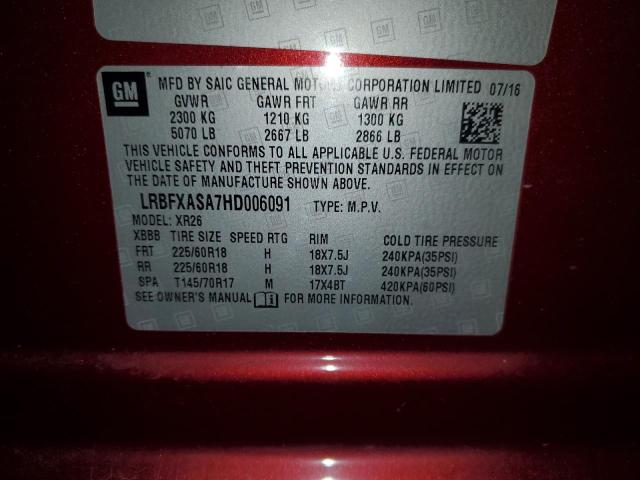 GM
GM
GM MFD BY SAIC GENERAL MOTORS CORPORATION LIMITED 07/16
GVWR GAWR FRT GAWR RR
2300 KG 1210 KG 1300 KG
5070 LB 2667 LB 2866 LB
THIS VEHICLE CONFORMS TO ALL APPLICABLE U.S. FEDERAL MOTOR
VEHICLE SAFETY AND THEFT PREVENTION STANDARDS IN EFFECT ON
THE DATE OF MANUFACTURE SHOWN ABOVE.
LRBFXASA7HD006091 TYPE: M.P.V.
MODEL: XR26
XBBB TIRE SIZE SPEED RTG RIM COLD TIRE PRESSURE
FRT 225/60R18 H 18X7.5J 240KPA(35PSI)
RR 225/60R18 H 18X7.5J 240KPA(35PSI)
SPA T145/70R17 M 17X4BT 420KPA(60PSI)
SEE OWNER'S MANUAL FOR MORE INFORMATION